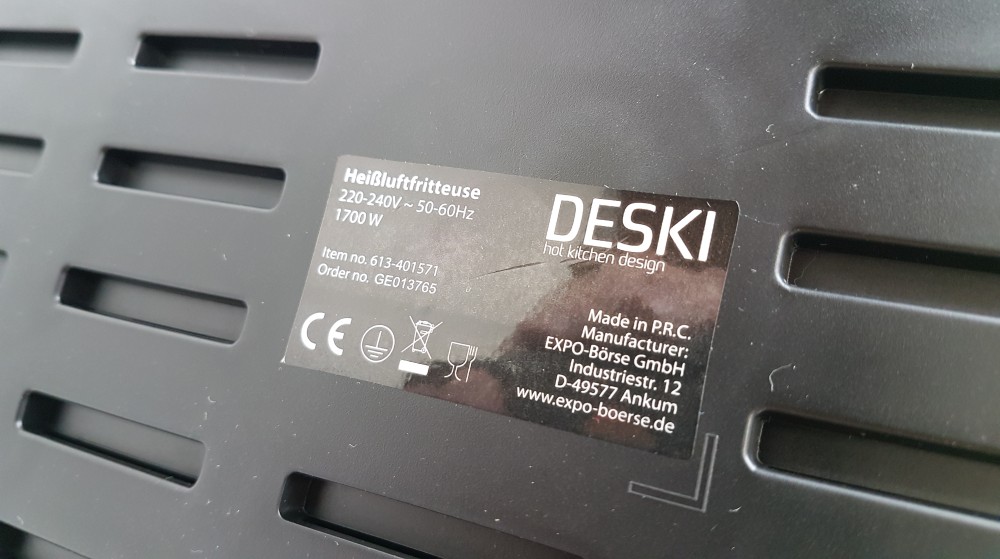 Heißluftfritteuse
220-240V ~ 50-60Hz
1700 W
Item no. 613-401571
Order no. GE013765
CE
DESKI
hot kitchen design
Made in P.R.C.
Manufacturer:
EXPO-Börse GmbH
Industriestr. 12
D-49577 Ankum
www.expo-boerse.de